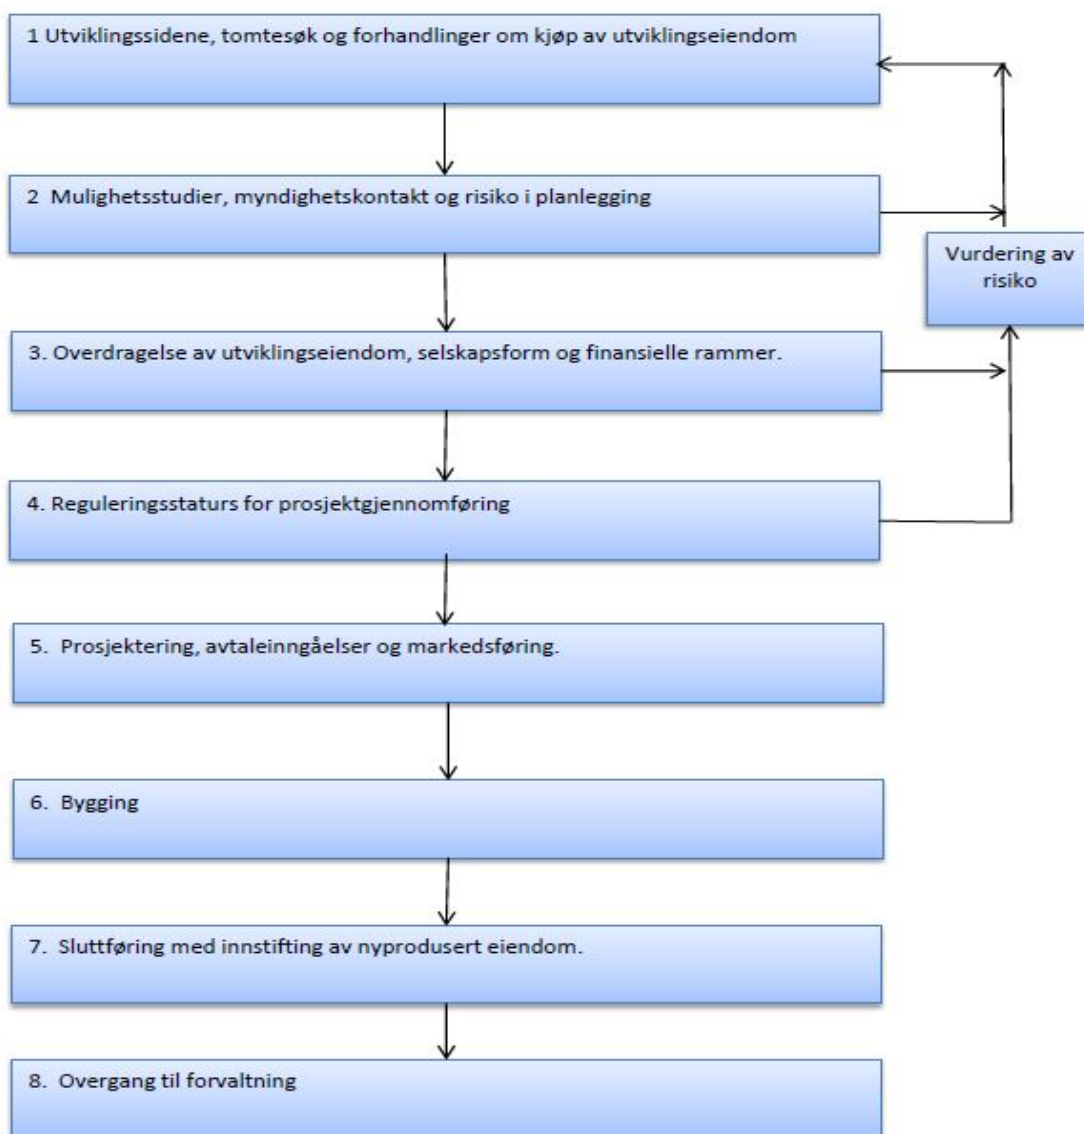 1 Utviklingssidene, tomtesøk og forhandlinger om kjøp av utviklingseiendom
2 Mulighetsstudier, myndighetskontakt og risiko i planlegging
Vurdering av
risiko
3. Overdragelse av utviklingseiendom, selskapsform og finansielle rammer.
4. Reguleringsstaturs for prosjektgjennomføring
5. Prosjektering, avtaleinngåelser og markedsføring.
6. Bygging
7. Sluttføring med innstifting av nyprodusert eiendom.
8. Overgang til forvaltning